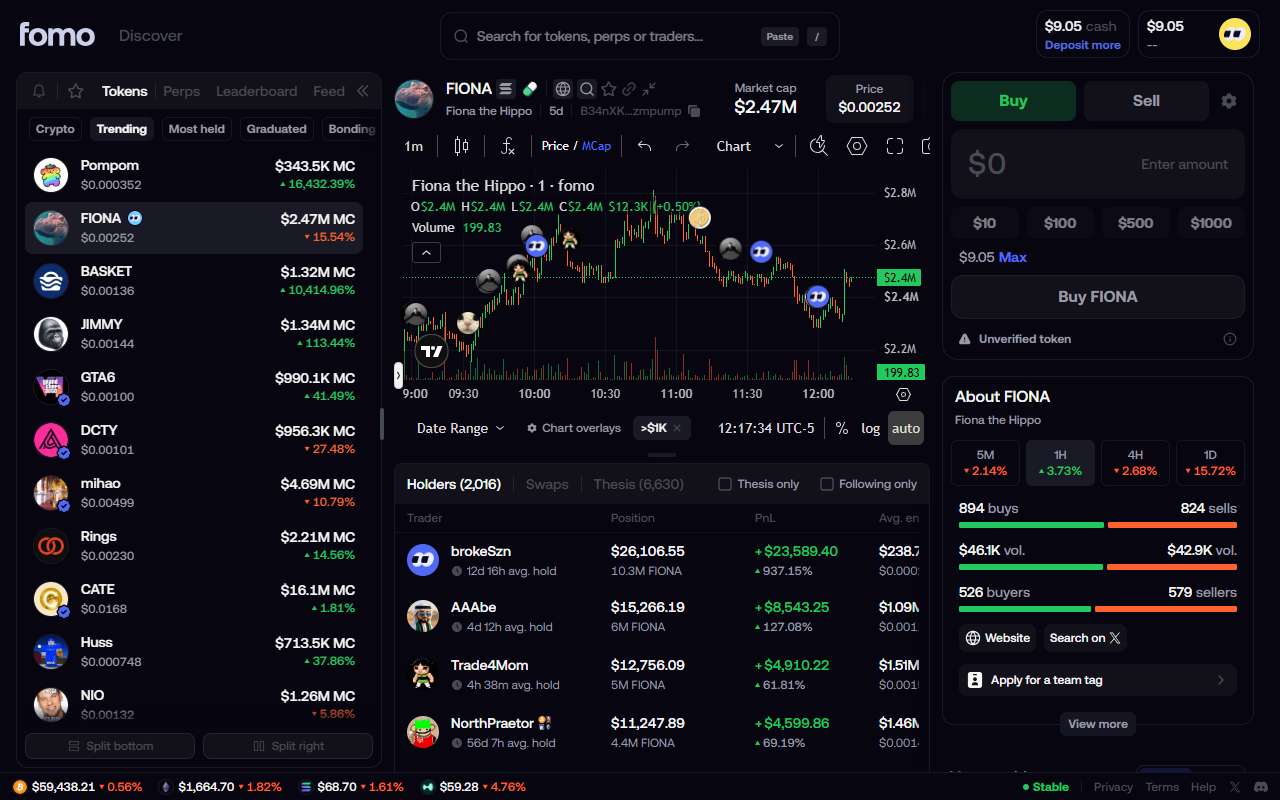 fomo
Discover
Search for tokens, perps or traders...
Paste
/
$9.05 cash
Deposit more
$9.05
--
Tokens
Perps
Leaderboard
Feed
Crypto
Trending
Most held
Graduated
Bonding
Pompom
$343.5K MC
$0.000352
16,432.39%
FIONA
$2.47M MC
$0.00252
15.54%
BASKET
$1.32M MC
$0.00136
10,414.96%
JIMMY
$1.34M MC
$0.00144
113.44%
GTA6
$990.1K MC
$0.00100
41.49%
DCTY
$956.3K MC
$0.00101
27.48%
mihao
$4.69M MC
$0.00499
10.79%
Rings
$2.21M MC
$0.00230
14.56%
CATE
$16.1M MC
$0.0168
1.81%
Huss
$713.5K MC
$0.000748
37.86%
NIO
$1.26M MC
$0.00132
5.86%
Split bottom
Split right
FIONA
Fiona the Hippo
5d
B34nXK...zmpump
Market cap
$2.47M
Price
$0.00252
1m
Price / MCap
Chart
Fiona the Hippo · 1 · fomo
O$2.4M H$2.4M L$2.4M C$2.4M $12.3K (+0.50%)
Volume 199.83
$2.8M
$2.6M
$2.4M
$2.4M
$2.2M
199.83
9:00
09:30
10:00
10:30
11:00
11:30
12:00
Date Range
Chart overlays
>$1K
12:17:34 UTC-5
%
log
auto
Holders (2,016)
Swaps
Thesis (6,630)
Thesis only
Following only
Trader
Position
PnL
Avg. en
brokeSzn
$26,106.55
+$23,589.40
$238.7
12d 16h avg. hold
10.3M FIONA
937.15%
AAAbe
$15,266.19
+$8,543.25
$1.09M
4d 12h avg. hold
6M FIONA
127.08%
$0.001
Trade4Mom
$12,756.09
+$4,910.22
$1.51M
4h 38m avg. hold
5M FIONA
61.81%
$0.001
NorthPraetor
$11,247.89
+$4,599.86
$1.46M
56d 7h avg. hold
4.4M FIONA
69.19%
$0.001
Buy
Sell
$0
Enter amount
$10
$100
$500
$1000
$9.05 Max
Buy FIONA
Unverified token
About FIONA
Fiona the Hippo
5M
2.14%
1H
3.73%
4H
2.68%
1D
15.72%
894 buys
824 sells
$46.1K vol.
$42.9K vol.
526 buyers
579 sellers
Website
Search on X
Apply for a team tag
View more
$59,438.21 0.56%
$1,664.70 1.82%
$68.70 1.61%
$59.28 4.76%
Stable
Privacy
Terms
Help